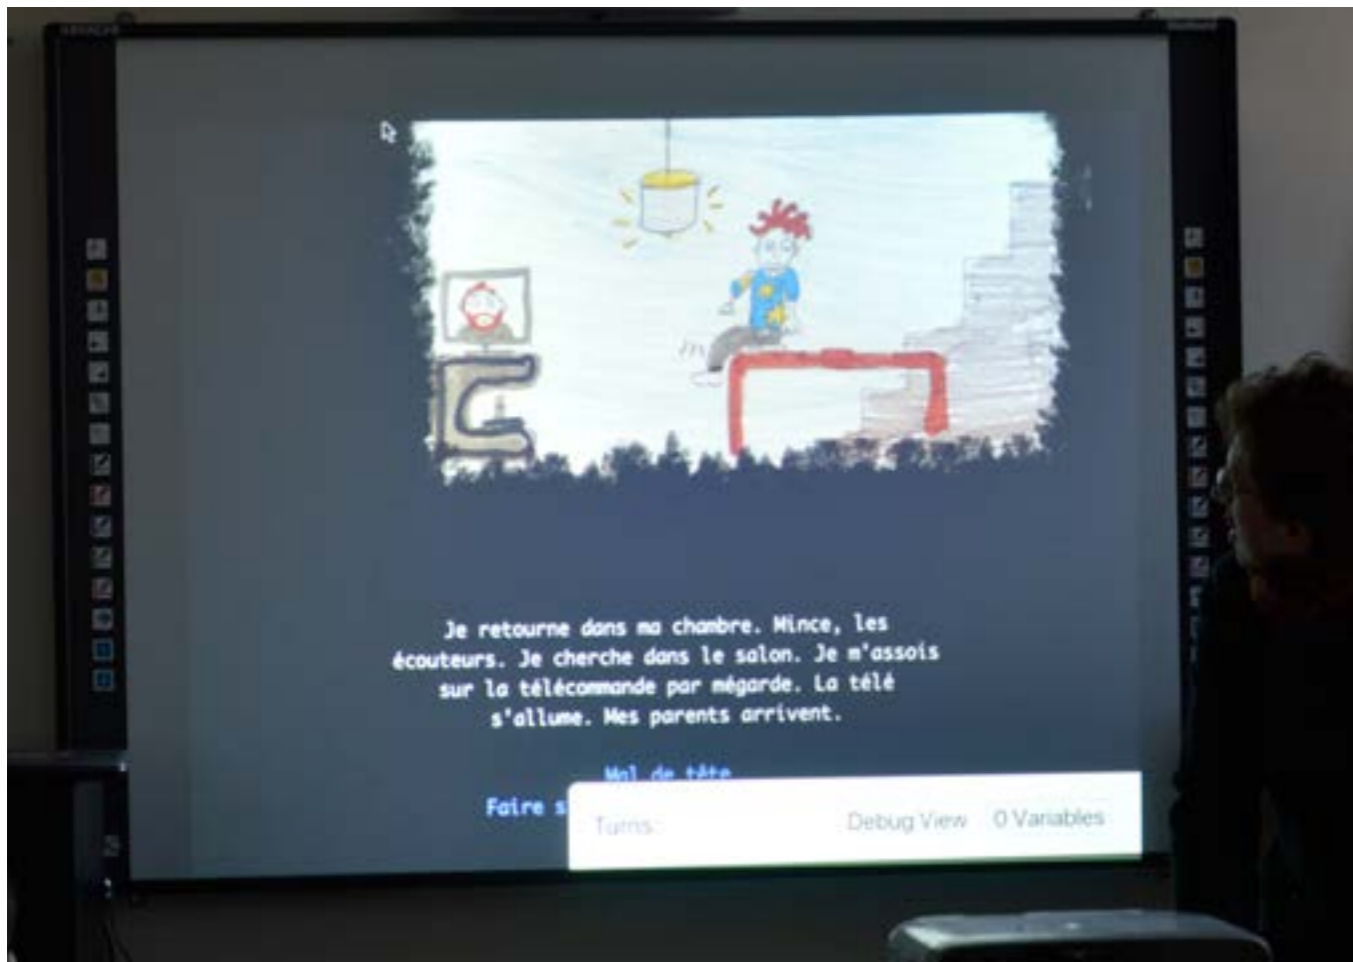 Je retourne dans ma chambre. Mince, les
écouteurs. Je cherche dans le salon. Je m'assois
sur la télécommande par mégarde. La télé
s'allume. Mes parents arrivent.
Mal de tête
Faire s
Turns
Debug View
0 Variables